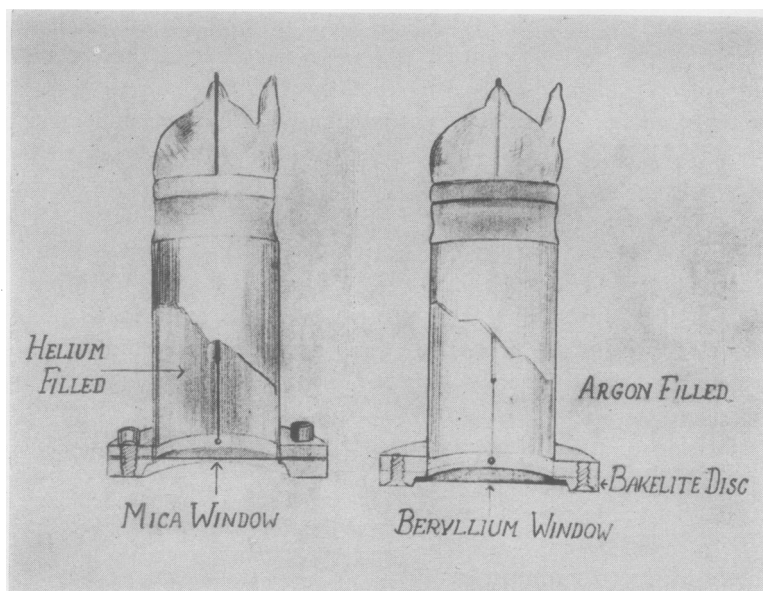 HELIUM
FILLED
ARGON FILLED
BAKELITE DISC
MICA WINDOW
BERYLLIUM WINDOW